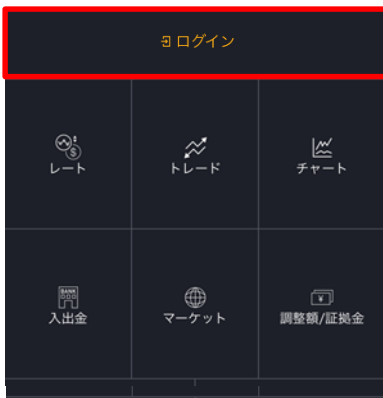 ログイン
レート
トレード
チャート
BANK
入出金
マーケット
調整額/証拠金